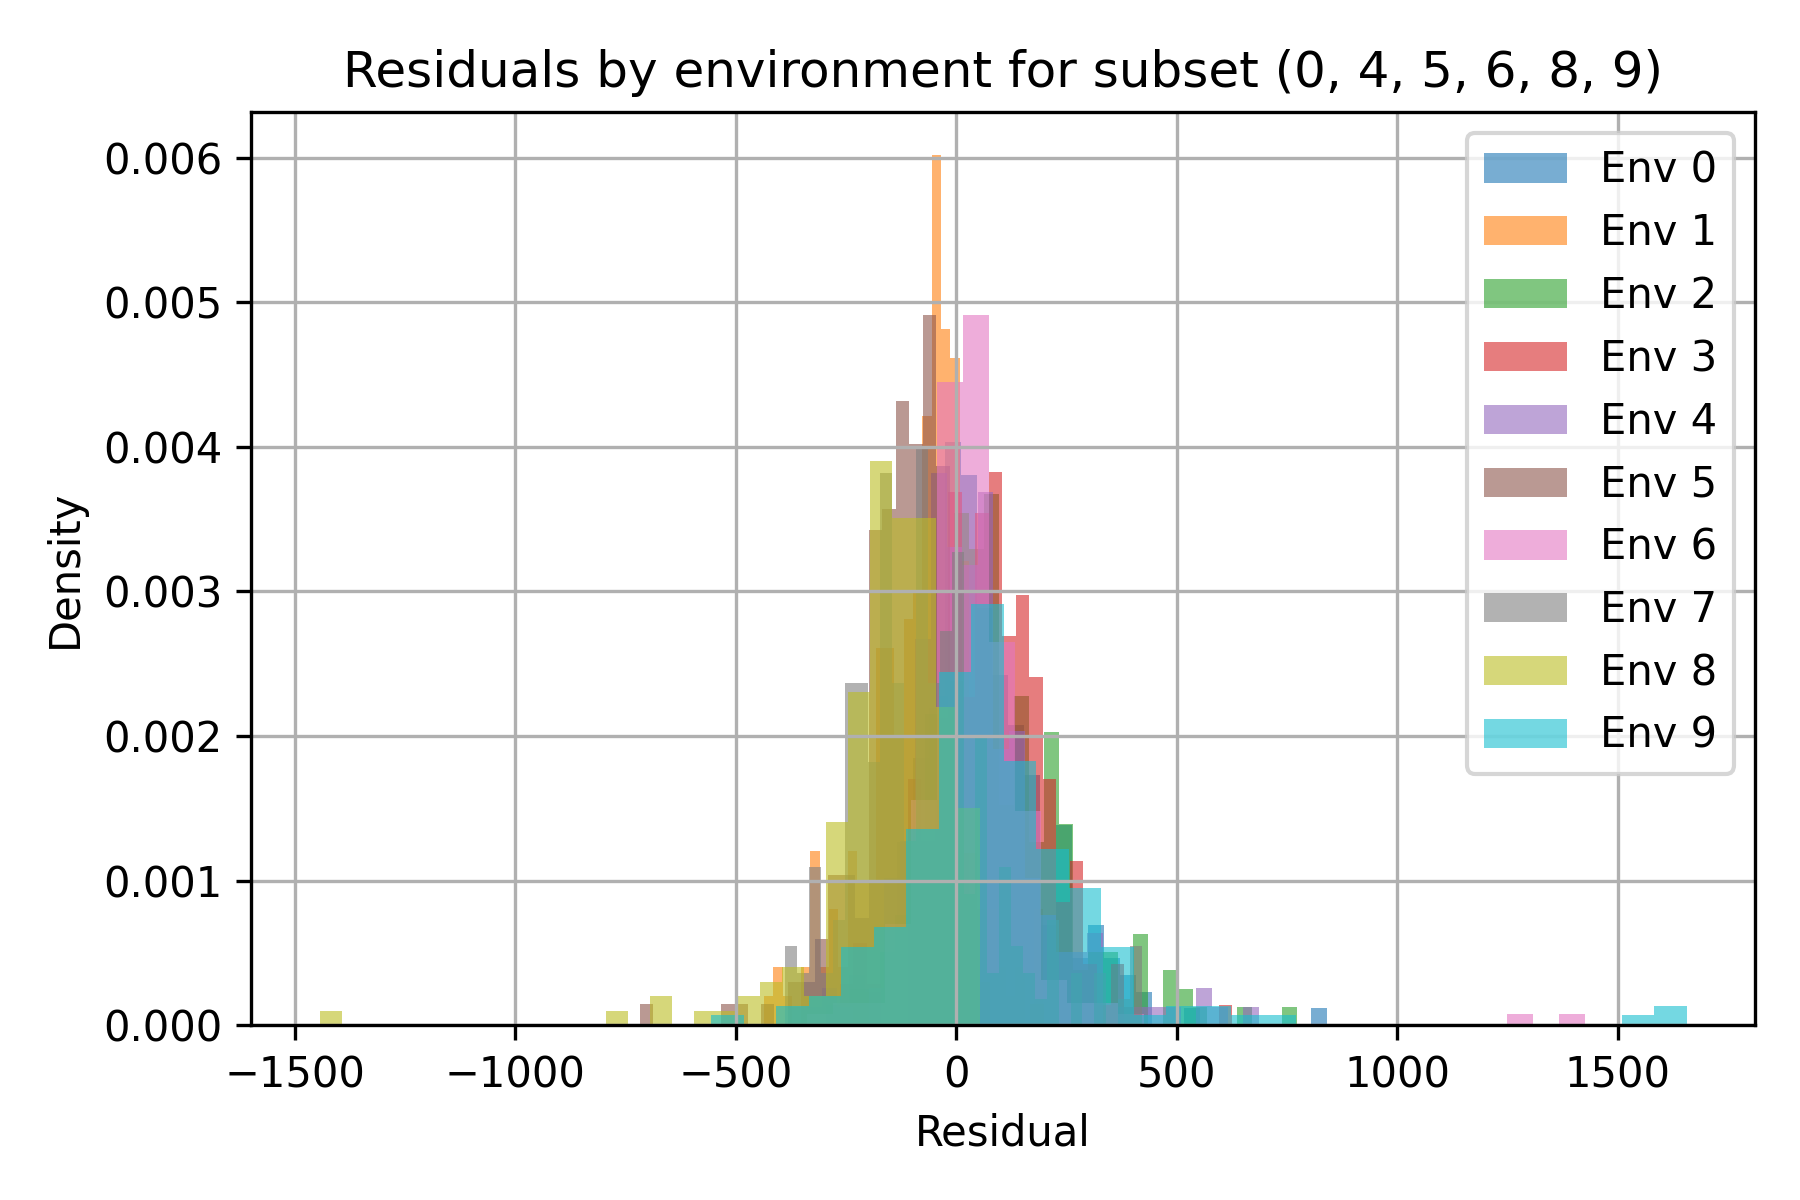 Residuals by environment for subset (0, 4, 5, 6, 8, 9)
0.006
0.005
0.004
0.003
0.002
0.001
0.000
Density
−1500
−1000
−500
0
500
1000
1500
Residual
Env 0
Env 1
Env 2
Env 3
Env 4
Env 5
Env 6
Env 7
Env 8
Env 9